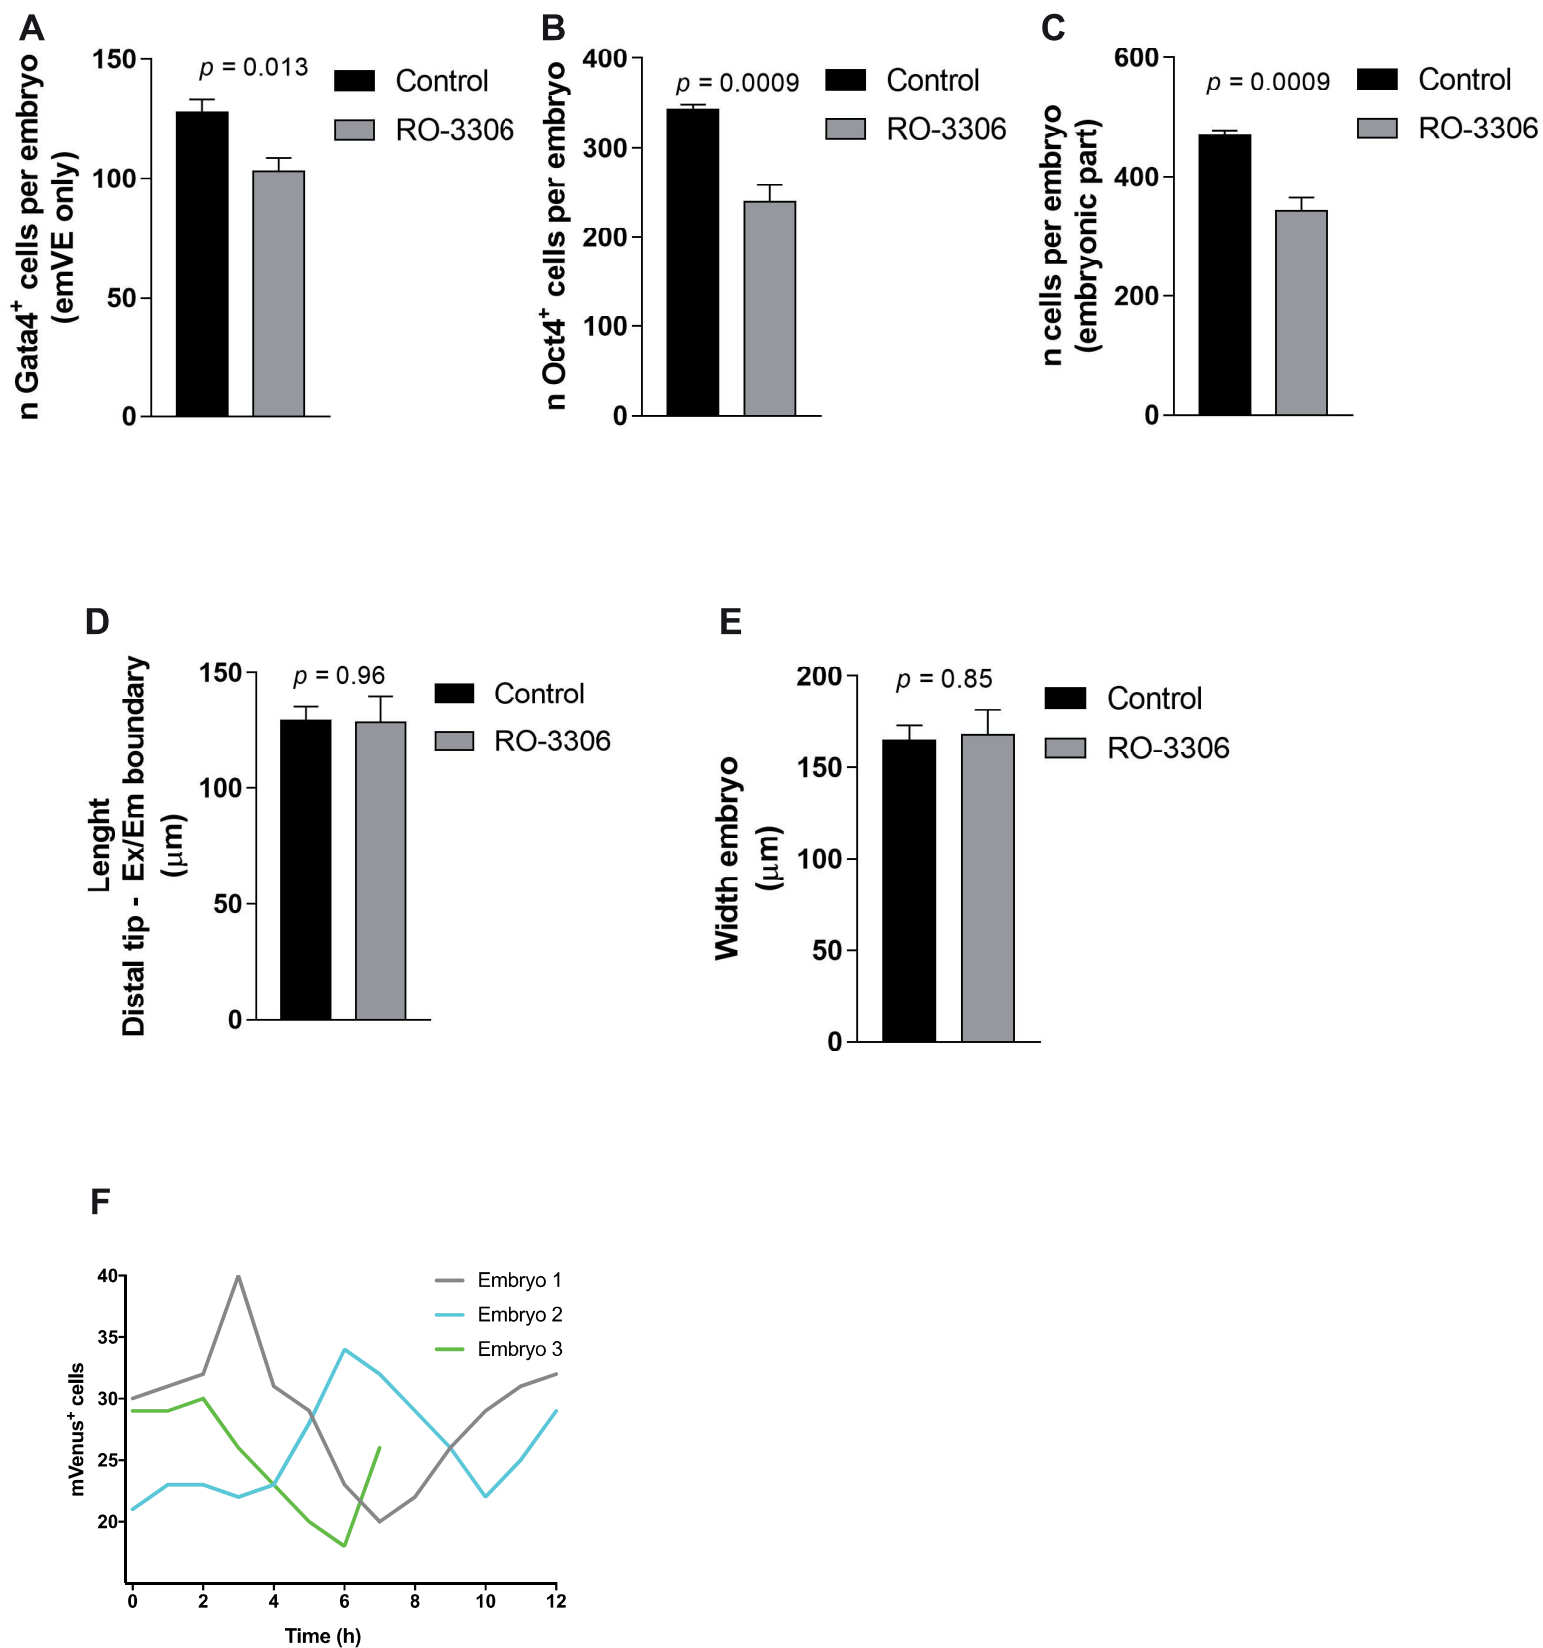 A
n Gata4+ cells per embryo
(emVE only)
150
100
50
0
p = 0.013
Control
RO-3306
B
n Oct4+ cells per embryo
400
300
200
100
0
p = 0.0009
Control
RO-3306
C
n cells per embryo
(embryonic part)
600
400
200
0
p = 0.0009
Control
RO-3306
D
Lenght
Distal tip - Ex/Em boundary
(μm)
150
100
50
0
p = 0.96
Control
RO-3306
E
Width embryo
(μm)
200
150
100
50
0
p = 0.85
Control
RO-3306
F
mVenus+ cells
40
35
30
25
20
Embryo 1
Embryo 2
Embryo 3
0 2 4 6 8 10 12
Time (h)